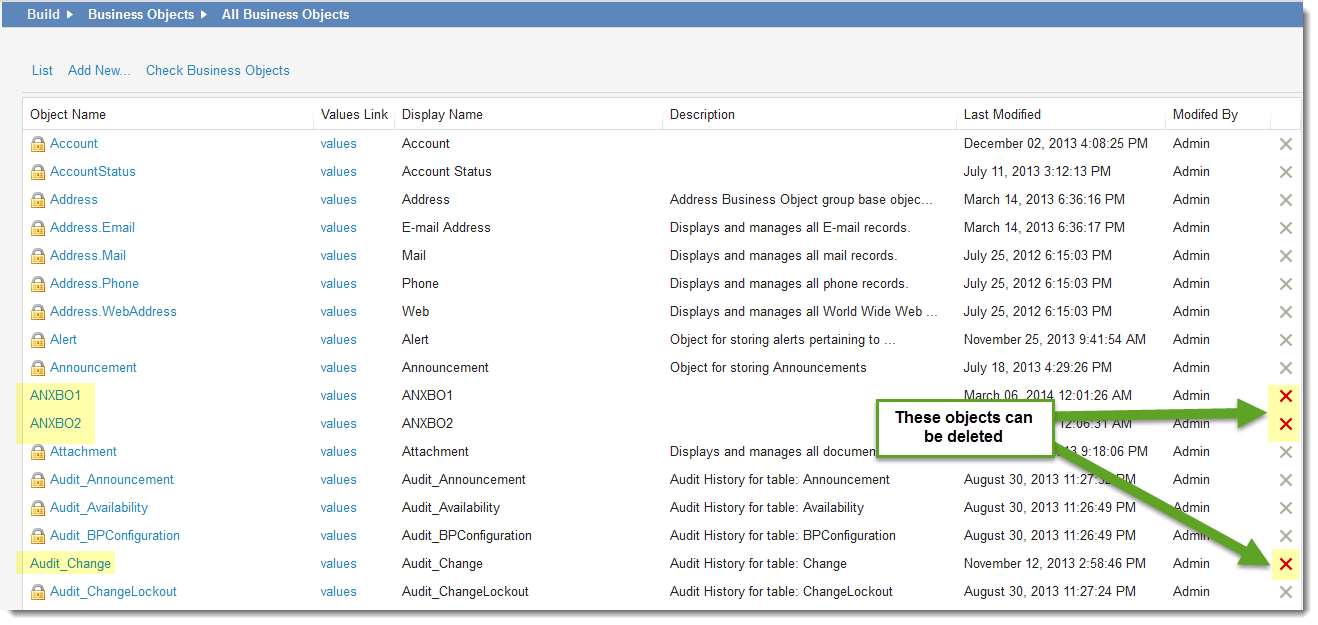 Build Business Objects All Business Objects
List Add New... Check Business Objects
Object Name Values Link Display Name Description Last Modified Modifed By
Account values Account December 02, 2013 4:08:25 PM Admin
AccountStatus values Account Status July 11, 2013 3:12:13 PM Admin
Address values Address Address Business Object group base objec... March 14, 2013 6:36:16 PM Admin
Address.Email values E-mail Address Displays and manages all E-mail records. March 14, 2013 6:36:17 PM Admin
Address.Mail values Mail Displays and manages all mail records. July 25, 2012 6:15:03 PM Admin
Address.Phone values Phone Displays and manages all phone records. July 25, 2012 6:15:03 PM Admin
Address.WebAddress values Web Displays and manages all World Wide Web ... July 25, 2012 6:15:03 PM Admin
Alert values Alert Object for storing alerts pertaining to ... November 25, 2013 9:41:54 AM Admin
Announcement values Announcement Object for storing Announcements July 18, 2013 4:29:26 PM Admin
ANXBO1 values ANXBO1 March 06, 2014 12:01:26 AM Admin
These objects can
be deleted
ANXBO2 values ANXBO2 12:06:31 AM Admin
Attachment values Attachment Displays and manages all documen 9:18:06 PM Admin
Audit_Announcement values Audit_Announcement Audit History for table: Announcement August 30, 2013 11:27:32 PM Admin
Audit_Availability values Audit_Availability Audit History for table: Availability August 30, 2013 11:26:49 PM Admin
Audit_BPConfiguration values Audit_BPConfiguration Audit History for table: BPConfiguration August 30, 2013 11:26:49 PM Admin
Audit_Change values Audit_Change Audit History for table: Change November 12, 2013 2:58:46 PM Admin
Audit_ChangeLockout values Audit_ChangeLockout Audit History for table: ChangeLockout August 30, 2013 11:27:24 PM Admin